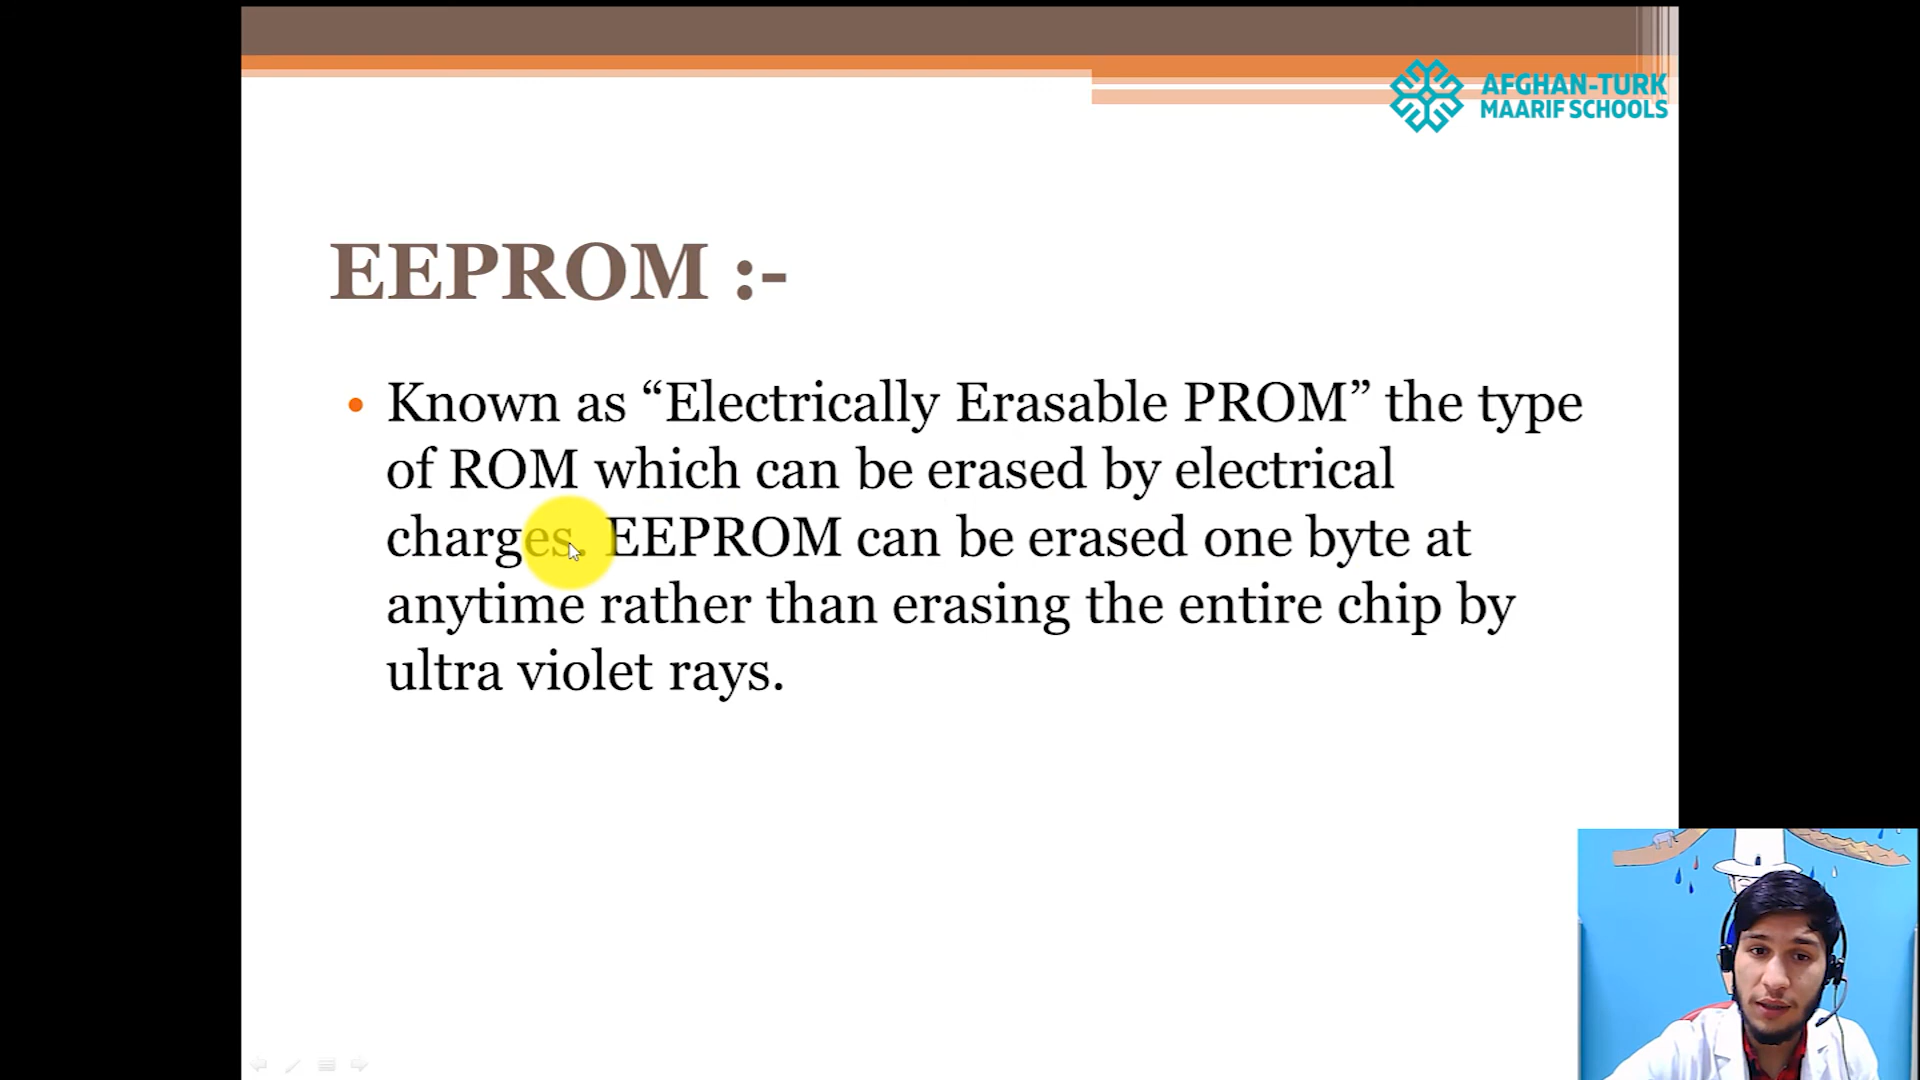 AFGHAN-TURK
MAARIF SCHOOLS
EEPROM :-
• Known as “Electrically Erasable PROM” the type
of ROM which can be erased by electrical
charges. EEPROM can be erased one byte at
anytime rather than erasing the entire chip by
ultra violet rays.